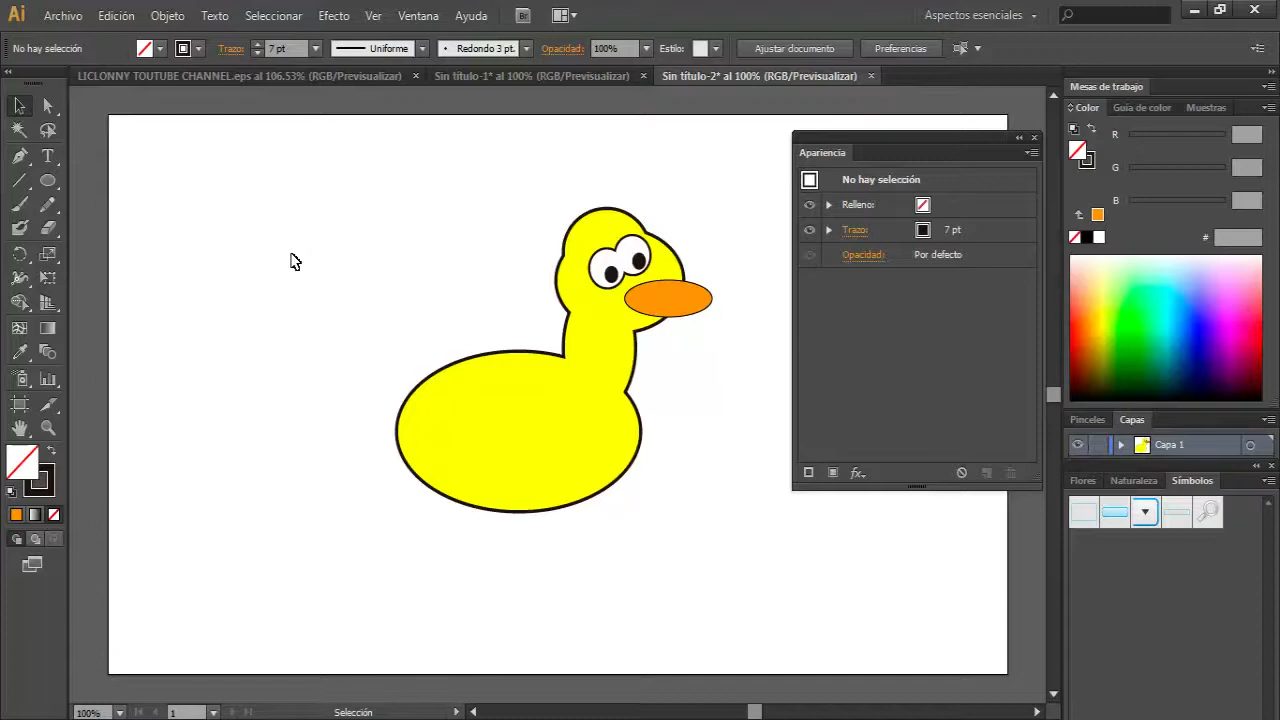 Ai Archivo Edición Objeto Texto Seleccionar Efecto Ver Ventana Ayuda Br Aspectos esenciales
No hay selección Trazo: 7 pt Uniforme Redondo 3 pt. Opacidad: 100% Estilo: Ajustar documento Preferencias
LICLONNY TOUTUBE CHANNEL.eps al 106.53% (RGB/Previsualizar) × Sin título-1* al 100% (RGB/Previsualizar) × Sin título-2* al 100% (RGB/Previsualizar) ×
Mesas de trabajo
Color Guía de color Muestras
R
G
B
#
Apariencia
No hay selección
Relleno:
Trazo: 7 pt
Opacidad: Por defecto
fx
Pinceles Capas
Capa 1
Flores Naturaleza Símbolos
100% 1 Selección